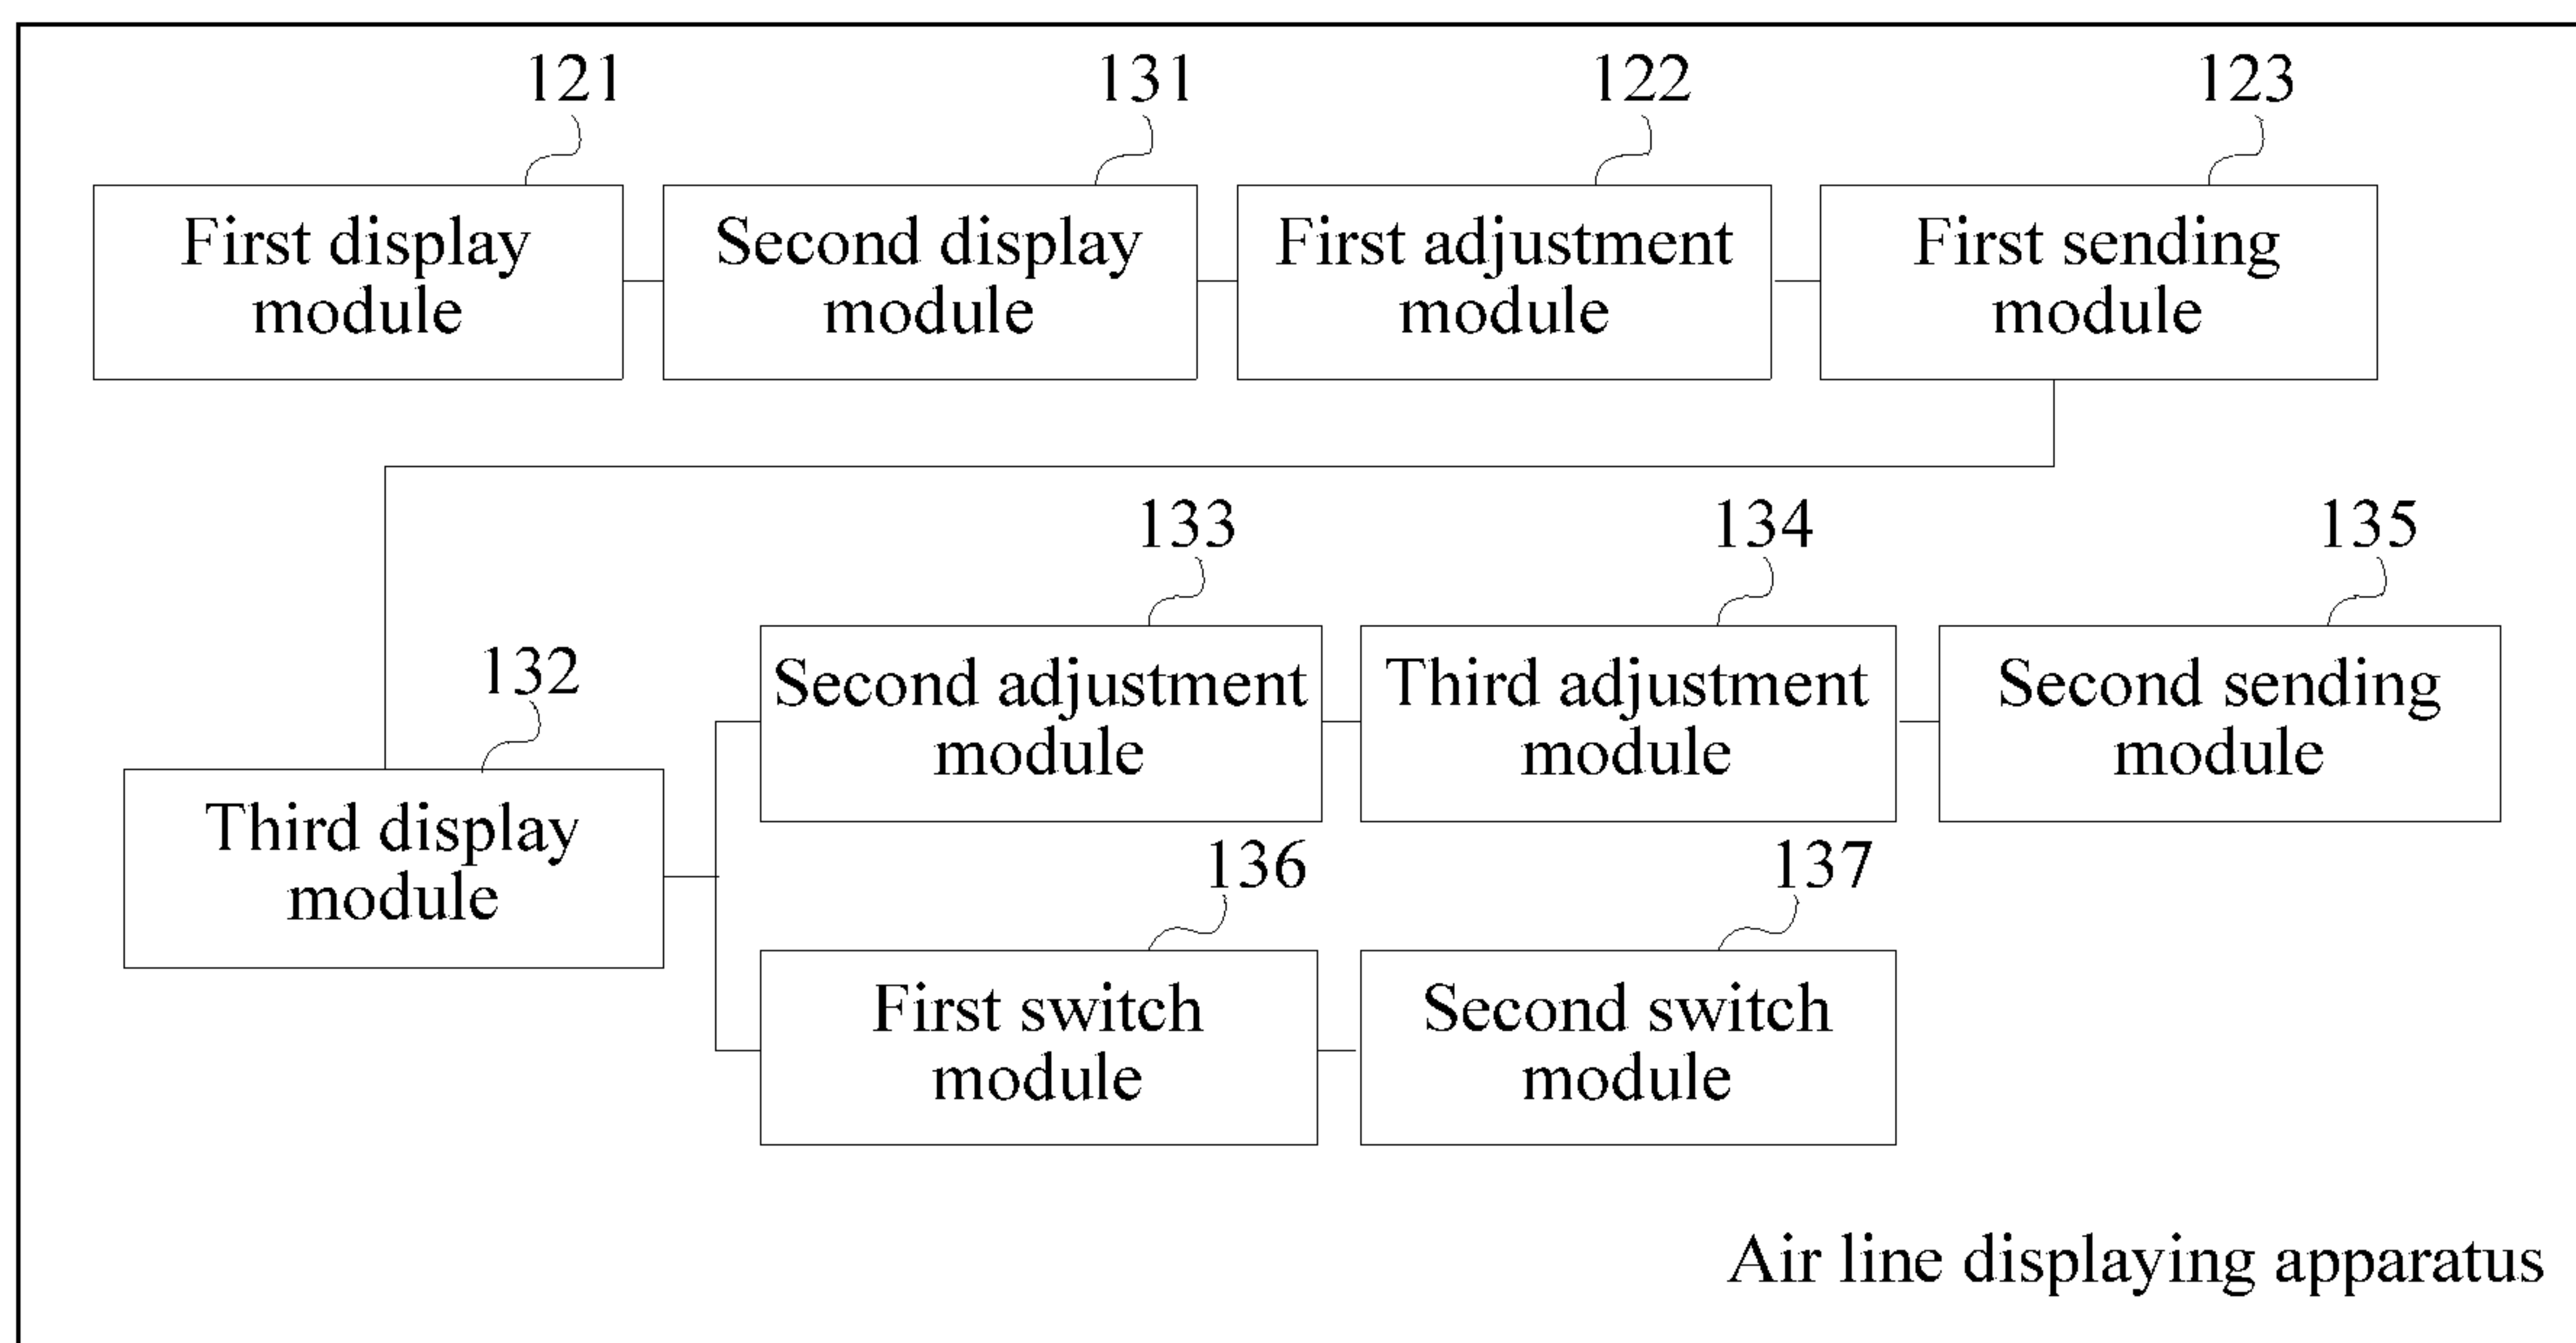 121
131
122
123
First display
module
Second display
module
First adjustment
module
First sending
module
133
134
135
132
Second adjustment
module
Third adjustment
module
Second sending
module
Third display
module
136
137
First switch
module
Second switch
module
Air line displaying apparatus